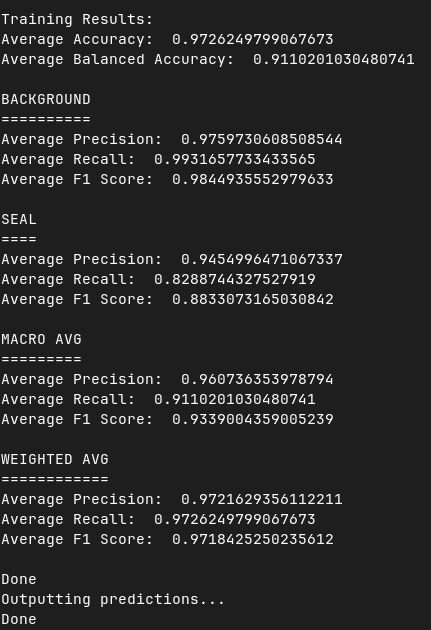 Training Results:
Average Accuracy:  0.9726249799067673
Average Balanced Accuracy:  0.9110201030480741
BACKGROUND
==========
Average Precision:  0.9759730608508544
Average Recall:  0.9931657733433565
Average F1 Score:  0.9844935552979633
SEAL
====
Average Precision:  0.9454996471067337
Average Recall:  0.8288744327527919
Average F1 Score:  0.8833073165030842
MACRO AVG
=========
Average Precision:  0.960736353978794
Average Recall:  0.9110201030480741
Average F1 Score:  0.9339004359005239
WEIGHTED AVG
============
Average Precision:  0.9721629356112211
Average Recall:  0.9726249799067673
Average F1 Score:  0.9718425250235612
Done
Outputting predictions...
Done